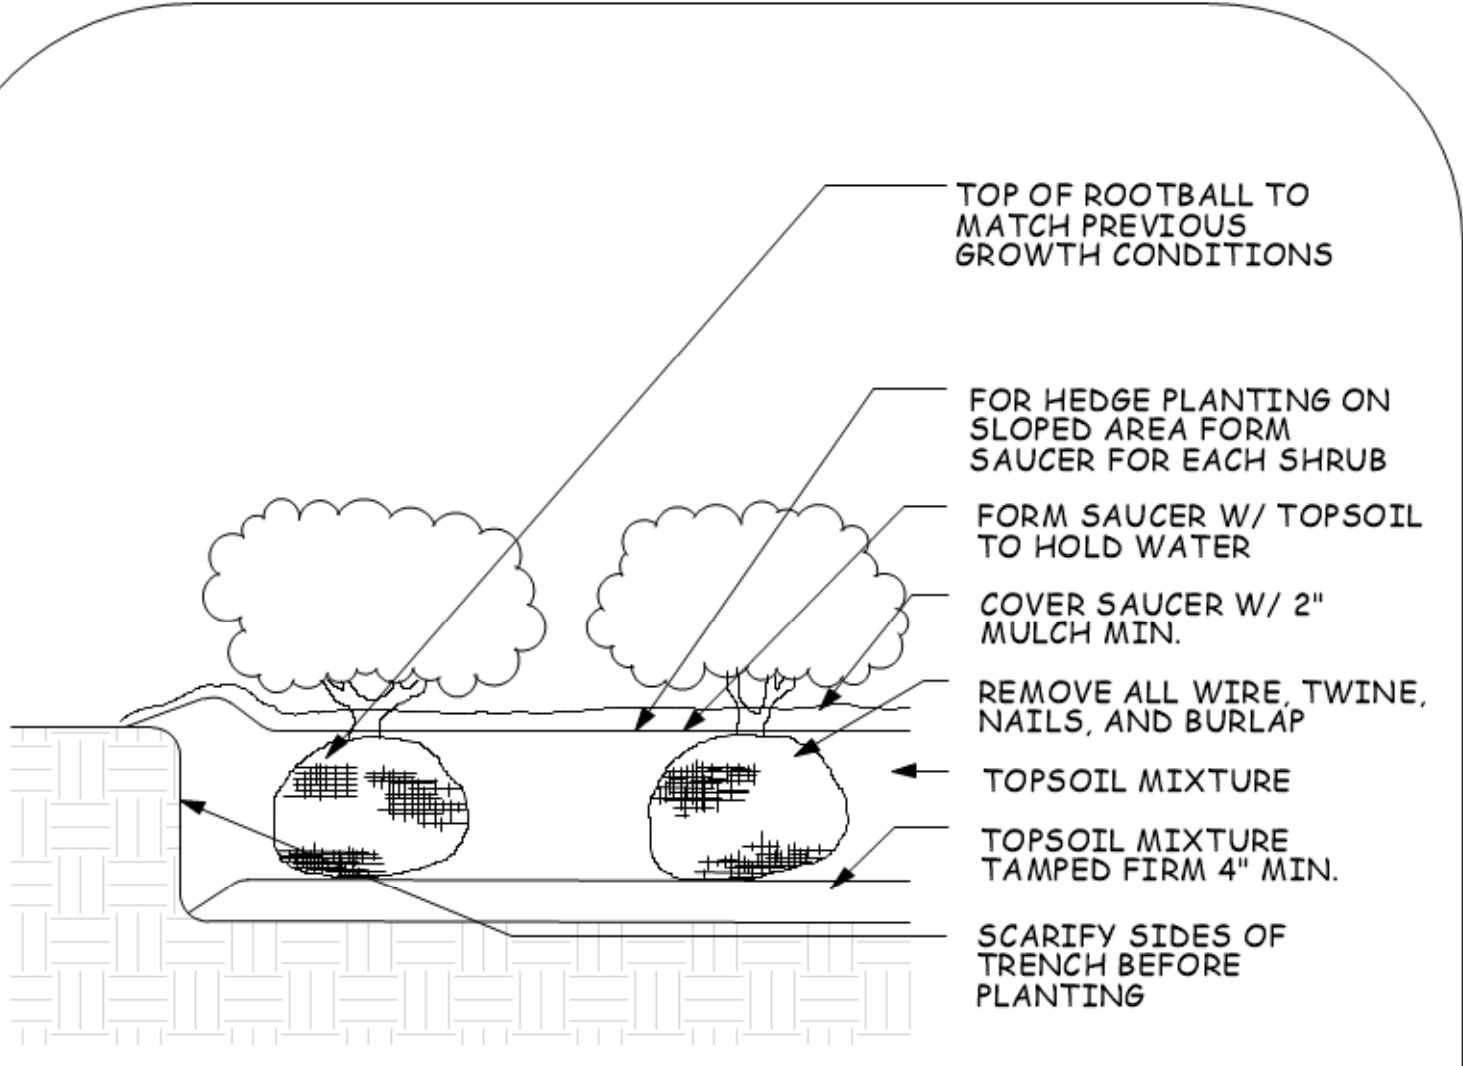 TOP OF ROOTBALL TO
MATCH PREVIOUS
GROWTH CONDITIONS
FOR HEDGE PLANTING ON
SLOPED AREA FORM
SAUCER FOR EACH SHRUB
FORM SAUCER W/ TOPSOIL
TO HOLD WATER
COVER SAUCER W/ 2"
MULCH MIN.
REMOVE ALL WIRE, TWINE,
NAILS, AND BURLAP
TOPSOIL MIXTURE
TOPSOIL MIXTURE
TAMPED FIRM 4" MIN.
SCARIFY SIDES OF
TRENCH BEFORE
PLANTING